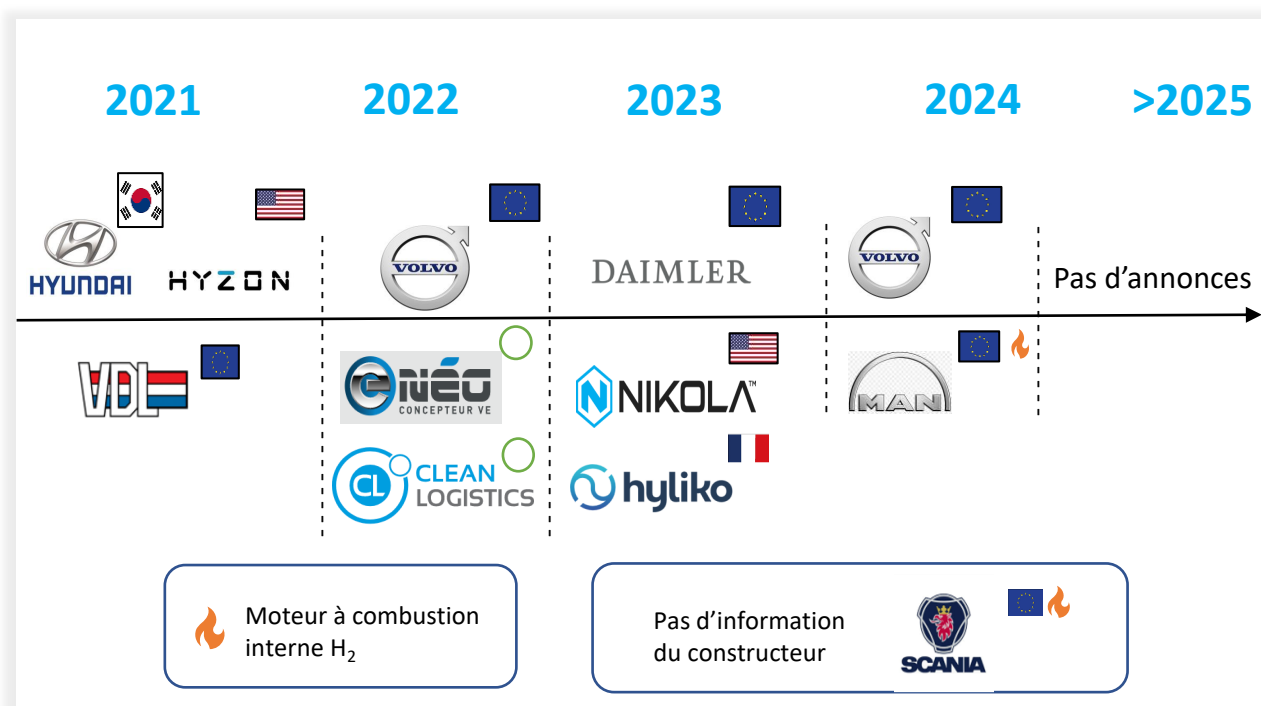 2021
2022
2023
2024
>2025
HYUNDAI
HYZON
VOLVO
DAIMLER
VOLVO
Pas d’annonces
VDL
e-NÉO
CONCEPTEUR VE
NIKOLA™
MAN
CL CLEAN
LOGISTICS
hyliko
Moteur à combustion
interne H₂
Pas d’information
du constructeur
SCANIA